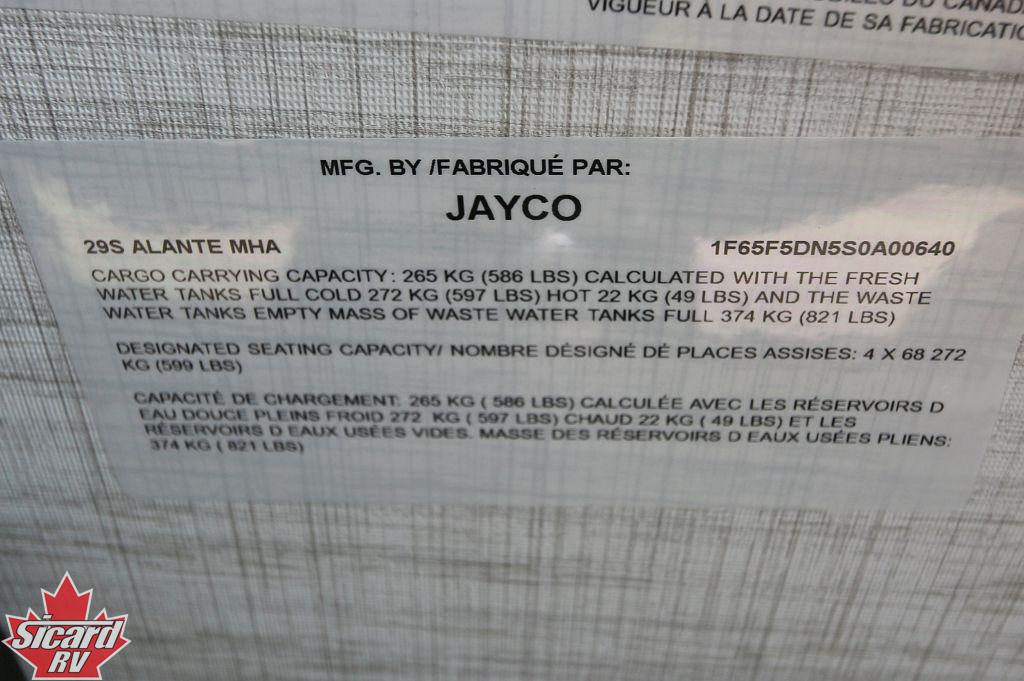 DU CANAD
VIGUEUR À LA DATE DE SA FABRICATIO
MFG. BY /FABRIQUÉ PAR:
JAYCO
29S ALANTE MHA 1F65F5DN5S0A00640
CARGO CARRYING CAPACITY: 265 KG (586 LBS) CALCULATED WITH THE FRESH
WATER TANKS FULL COLD 272 KG (597 LBS) HOT 22 KG (49 LBS) AND THE WASTE
WATER TANKS EMPTY MASS OF WASTE WATER TANKS FULL 374 KG (821 LBS)
DESIGNATED SEATING CAPACITY/ NOMBRE DÉSIGNÉ DÉ PLACES ASSISES: 4 X 68 272
KG (599 LBS)
CAPACITÉ DE CHARGEMENT: 265 KG ( 586 LBS) CALCULÉE AVEC LES RÉSERVOIRS D
EAU DOUCE PLEINS FROID 272 KG ( 597 LBS) CHAUD 22 KG ( 49 LBS) ET LES
RÉSERVOIRS D EAUX USÉES VIDES. MASSE DES RÉSERVOIRS D EAUX USÉES PLIENS:
374 KG ( 821 LBS)
Sicard
RV